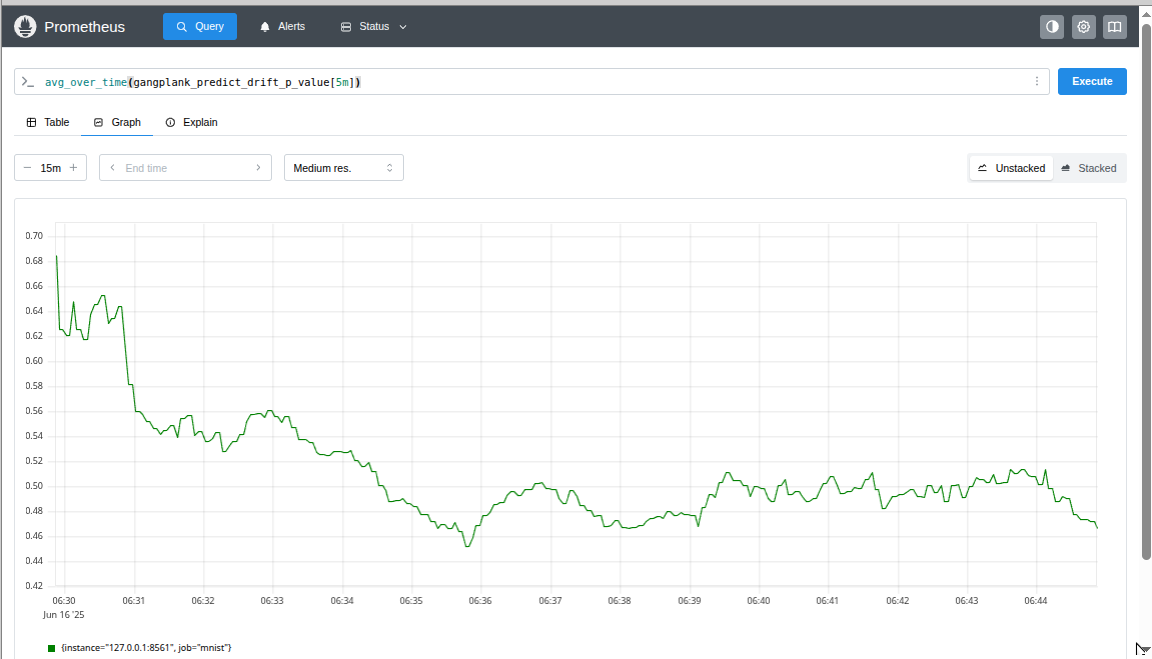 Prometheus Query Alerts Status
avg_over_time(gangplank_predict_drift_p_value[5m]) Execute
Table Graph Explain
15m End time Medium res. Unstacked Stacked
0.70
0.68
0.66
0.64
0.62
0.60
0.58
0.56
0.54
0.52
0.50
0.48
0.46
0.44
0.42
06:30 06:31 06:32 06:33 06:34 06:35 06:36 06:37 06:38 06:39 06:40 06:41 06:42 06:43 06:44
Jun 16 '25
{instance="127.0.0.1:8561", job="mnist"}